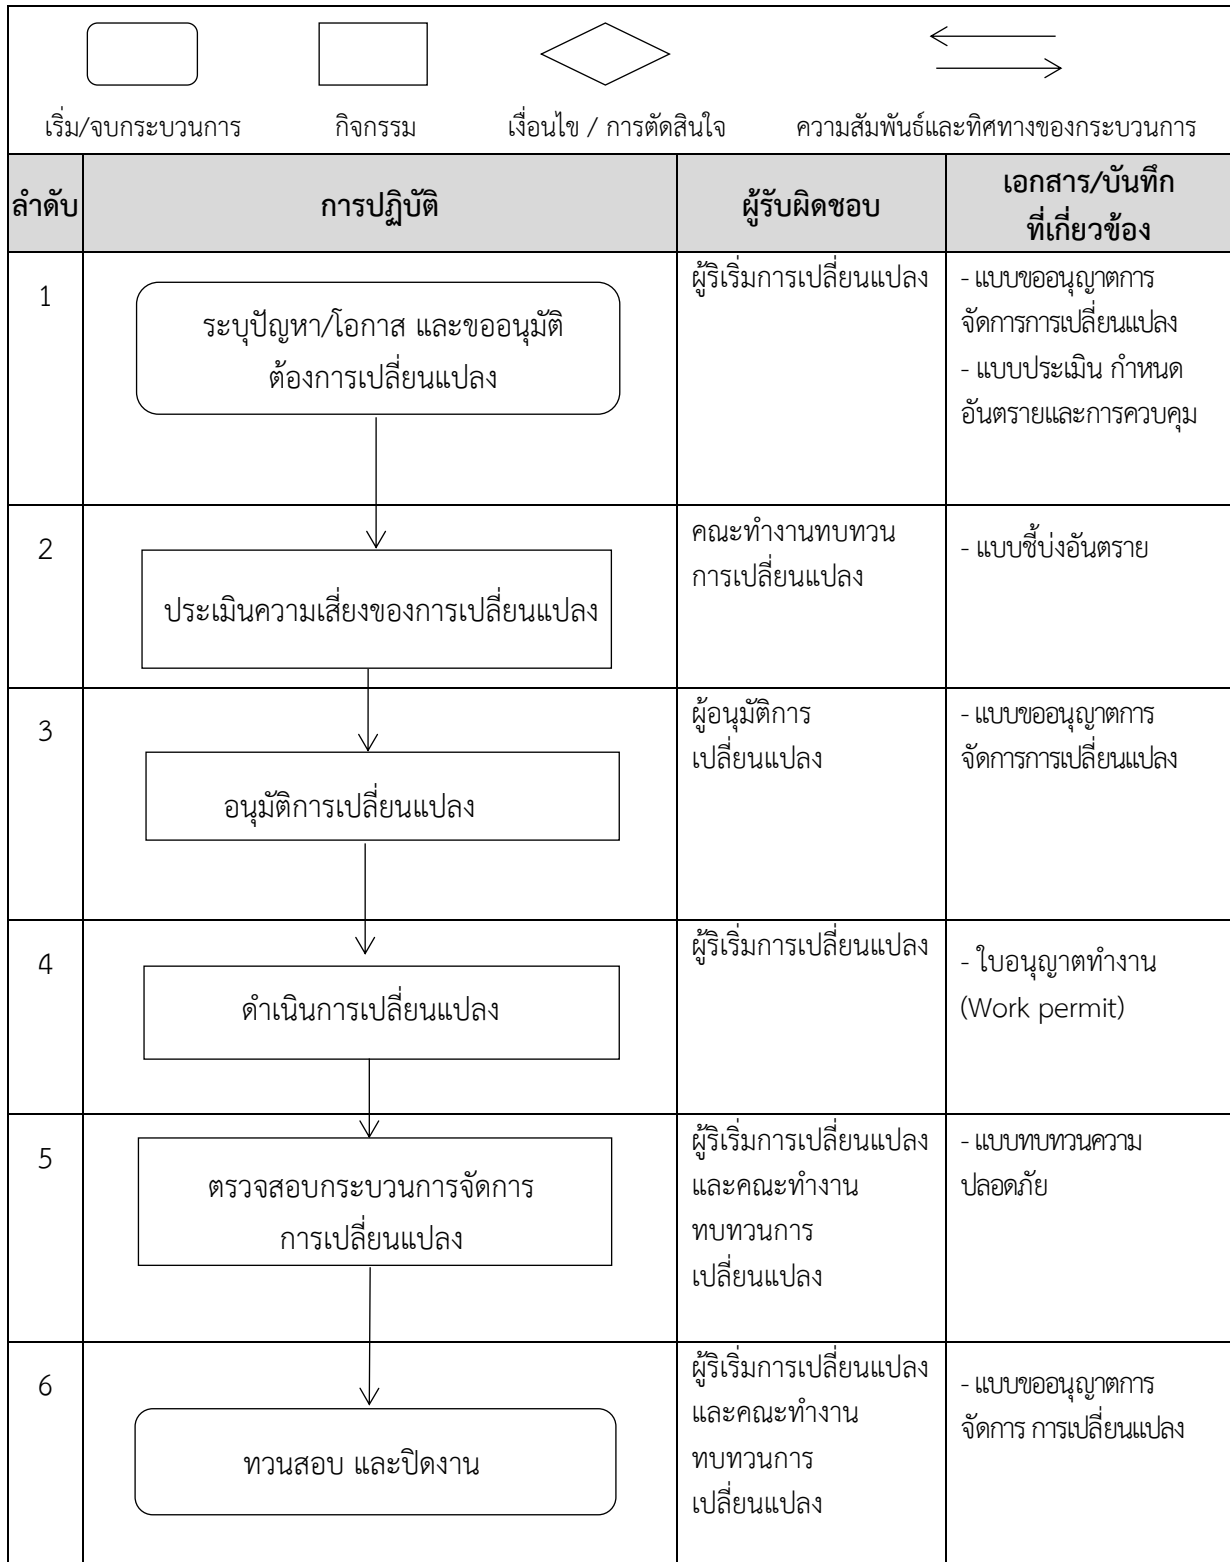 เริ่ม/จบกระบวนการ กิจกรรม เงื่อนไข / การตัดสินใจ ความสัมพันธ์และทิศทางของกระบวนการ
ลำดับ การปฏิบัติ ผู้รับผิดชอบ เอกสาร/บันทึก
ที่เกี่ยวข้อง
1
ระบุปัญหา/โอกาส และขออนุมัติ
ต้องการเปลี่ยนแปลง
ผู้ริเริ่มการเปลี่ยนแปลง
- แบบขออนุญาตการ
จัดการการเปลี่ยนแปลง
- แบบประเมิน กำหนด
อันตรายและการควบคุม
2
ประเมินความเสี่ยงของการเปลี่ยนแปลง
คณะทำงานทบทวน
การเปลี่ยนแปลง
- แบบชี้บ่งอันตราย
3
อนุมัติการเปลี่ยนแปลง
ผู้อนุมัติการ
เปลี่ยนแปลง
- แบบขออนุญาตการ
จัดการการเปลี่ยนแปลง
4
ดำเนินการเปลี่ยนแปลง
ผู้ริเริ่มการเปลี่ยนแปลง
- ใบอนุญาตทำงาน
(Work permit)
5
ตรวจสอบกระบวนการจัดการ
การเปลี่ยนแปลง
ผู้ริเริ่มการเปลี่ยนแปลง
และคณะทำงาน
ทบทวนการ
เปลี่ยนแปลง
- แบบทบทวนความ
ปลอดภัย
6
ทวนสอบ และปิดงาน
ผู้ริเริ่มการเปลี่ยนแปลง
และคณะทำงาน
ทบทวนการ
เปลี่ยนแปลง
- แบบขออนุญาตการ
จัดการ การเปลี่ยนแปลง